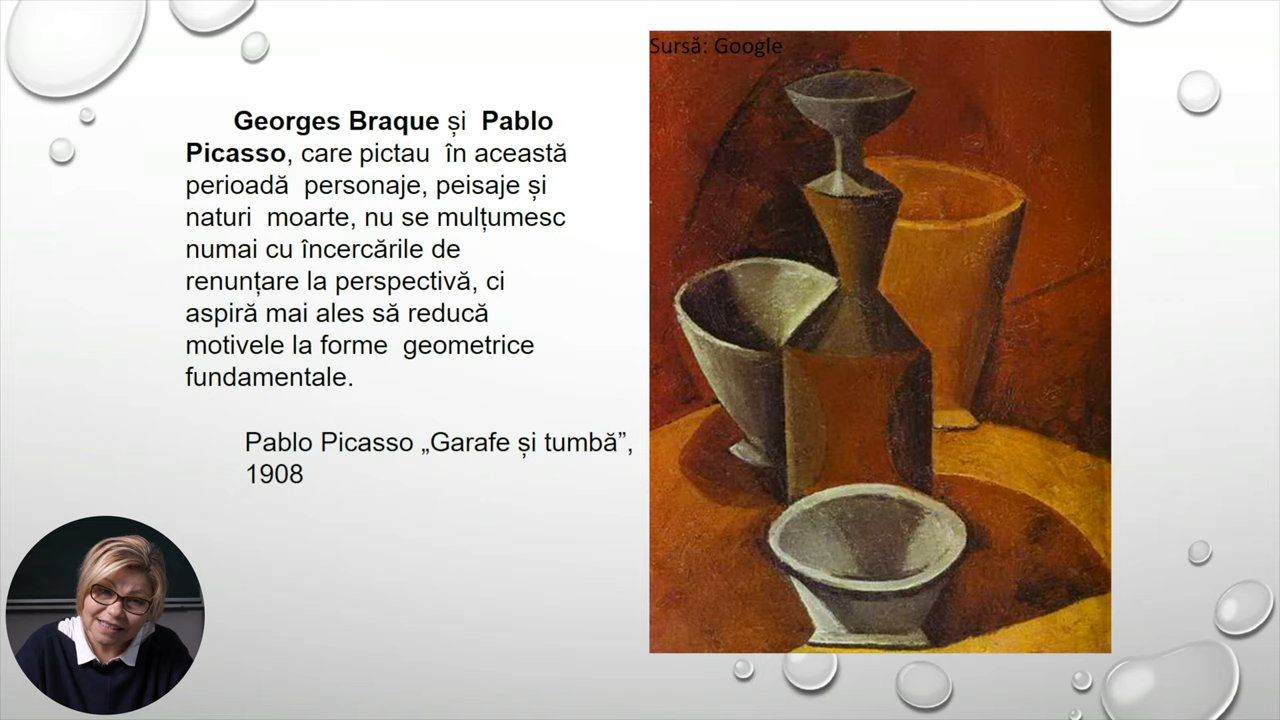 Sursă: Google
Georges Braque și Pablo
Picasso, care pictau în această
perioadă personaje, peisaje și
naturi moarte, nu se mulțumesc
numai cu încercările de
renunțare la perspectivă, ci
aspiră mai ales să reducă
motivele la forme geometrice
fundamentale.
Pablo Picasso „Garafe și tumbă”,
1908